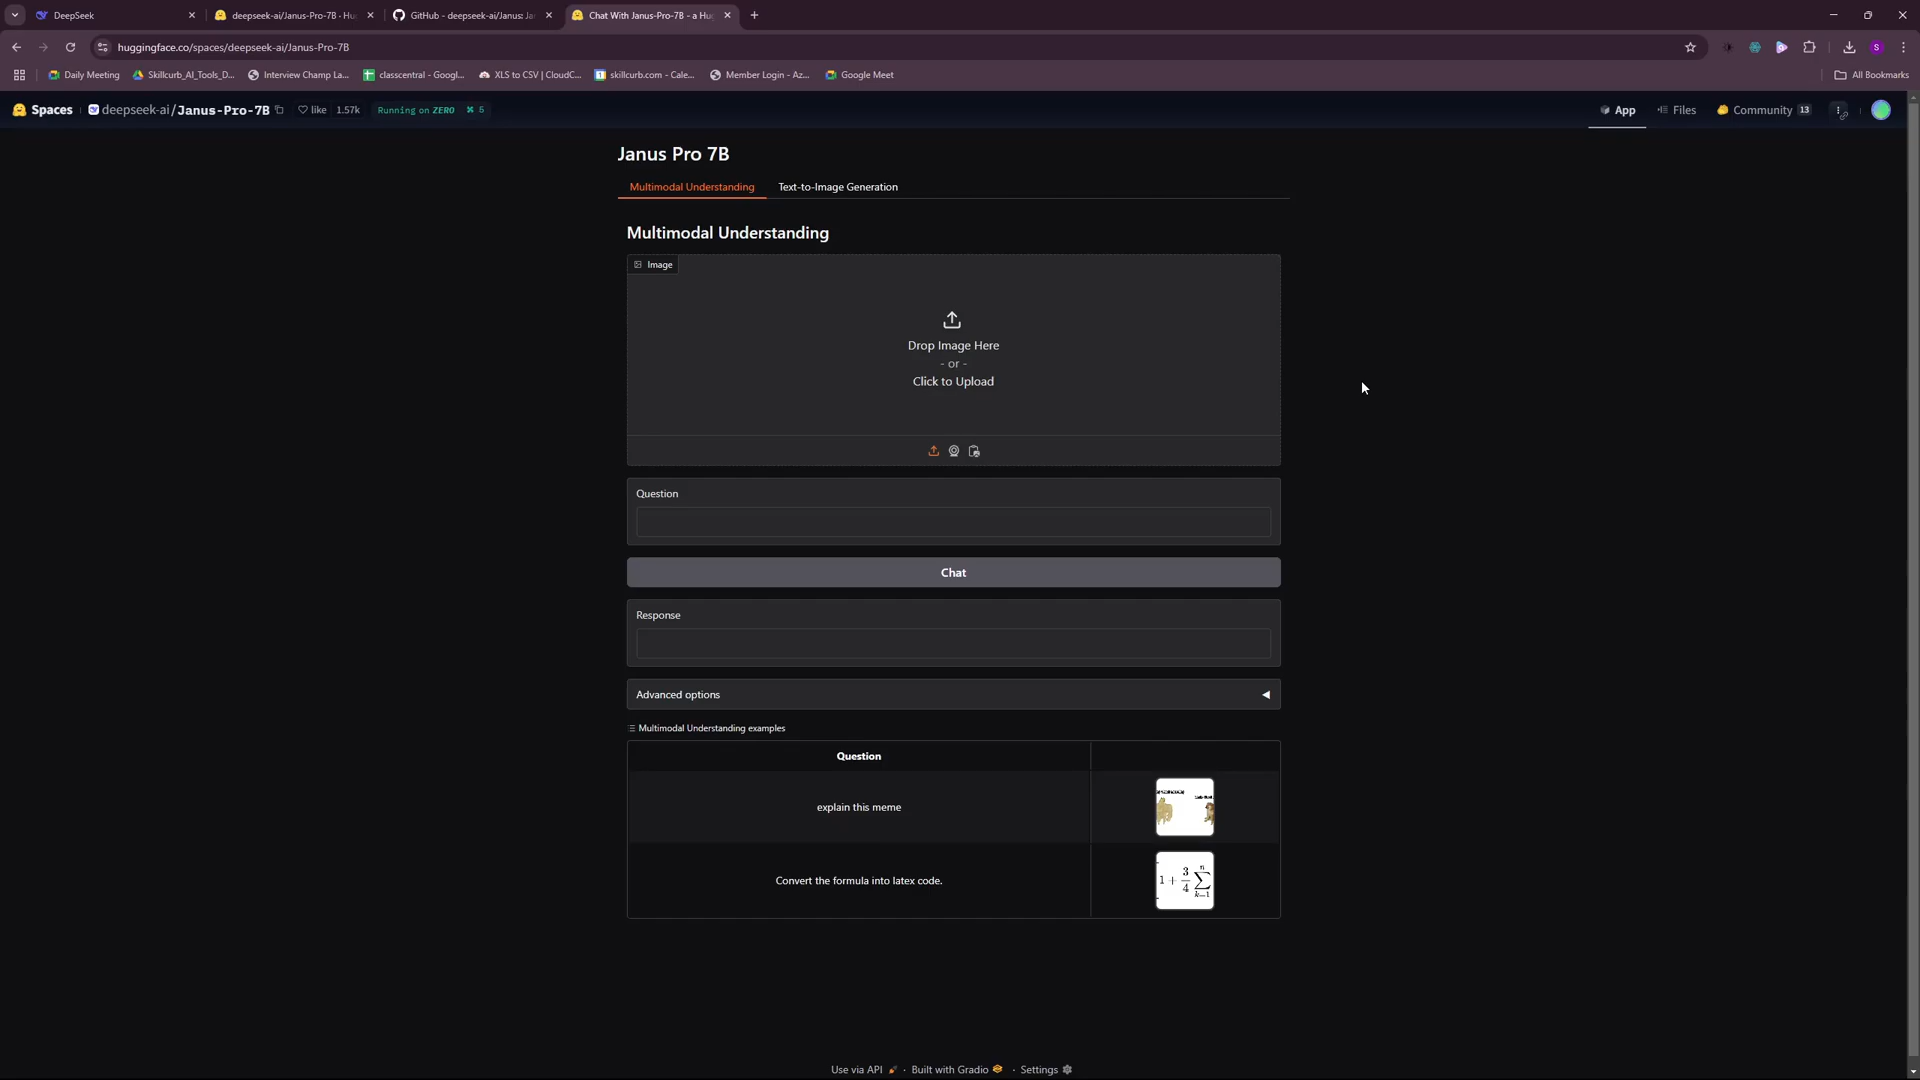 DeepSeek
deepseek-ai/Janus-Pro-7B · Hu
GitHub - deepseek-ai/Janus: Ja
Chat With Janus-Pro-7B - a Hu
huggingface.co/spaces/deepseek-ai/Janus-Pro-7B
S
Daily Meeting
Skillcurb_AI_Tools_D...
Interview Champ La...
classcentral - Googl...
XLS to CSV | CloudC...
skillcurb.com - Cale...
Member Login - Az...
Google Meet
All Bookmarks
Spaces
deepseek-ai/Janus-Pro-7B
like 1.57k
Running on ZERO
5
App
Files
Community 13
Janus Pro 7B
Multimodal Understanding
Text-to-Image Generation
Multimodal Understanding
Image
Drop Image Here
- or -
Click to Upload
Question
Chat
Response
Advanced options
Multimodal Understanding examples
Question
explain this meme
Convert the formula into latex code.
1 + 3/4 ∑ n k=1
Use via API · Built with Gradio · Settings